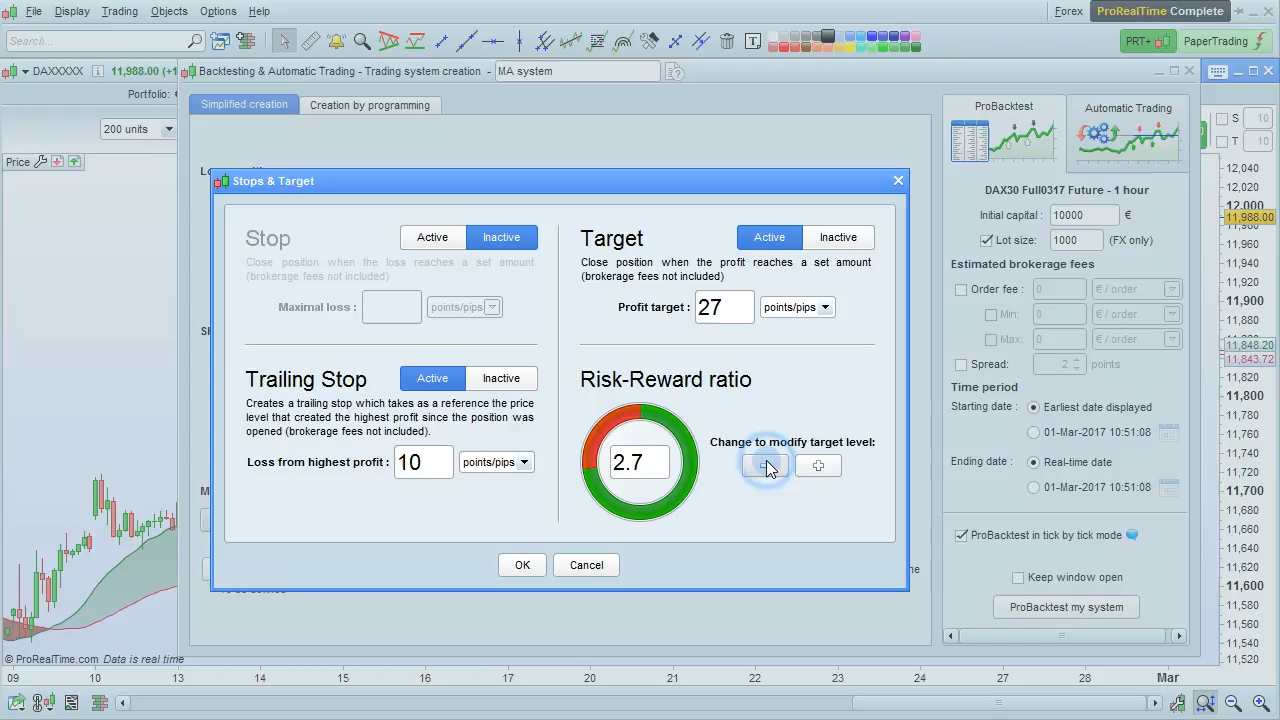 File Display Trading Objects Options Help Forex ProRealTime Complete
Search... PRT+ PaperTrading
DAXXXXX 11,988.00 (+1 Backtesting & Automatic Trading - Trading system creation - MA system
Portfolio:
200 units
Price
Simplified creation Creation by programming
ProBacktest Automatic Trading
S 10
T 10
DAX30 Full0317 Future - 1 hour
Initial capital : 10000 €
Lot size: 1000 (FX only)
Estimated brokerage fees
Order fee : 0 € / order
Min: 0 € / order
Max: 0 € / order
Spread: 2 points
Time period
Starting date : Earliest date displayed
01-Mar-2017 10:51:08
Ending date : Real-time date
01-Mar-2017 10:51:08
ProBacktest in tick by tick mode
Keep window open
ProBacktest my system
Stops & Target
Stop Active Inactive
Close position when the loss reaches a set amount
(brokerage fees not included)
Maximal loss : points/pips
Target Active Inactive
Close position when the profit reaches a set amount
(brokerage fees not included)
Profit target : 27 points/pips
Trailing Stop Active Inactive
Creates a trailing stop which takes as a reference the price
level that created the highest profit since the position was
opened (brokerage fees not included).
Loss from highest profit : 10 points/pips
Risk-Reward ratio
2.7
Change to modify target level:
OK Cancel
12,040
12,020
12,000
11,988.00
11,980
11,960
11,940
11,920
11,900
11,880
11,848.20
11,843.72
11,820
11,800
11,780
11,760
11,740
11,720
11,700
11,680
11,660
11,640
11,620
11,600
11,580
11,560
11,540
11,520
© ProRealTime.com Data is real time
09 10 13 14 15 16 17 20 21 22 23 24 27 28 Mar